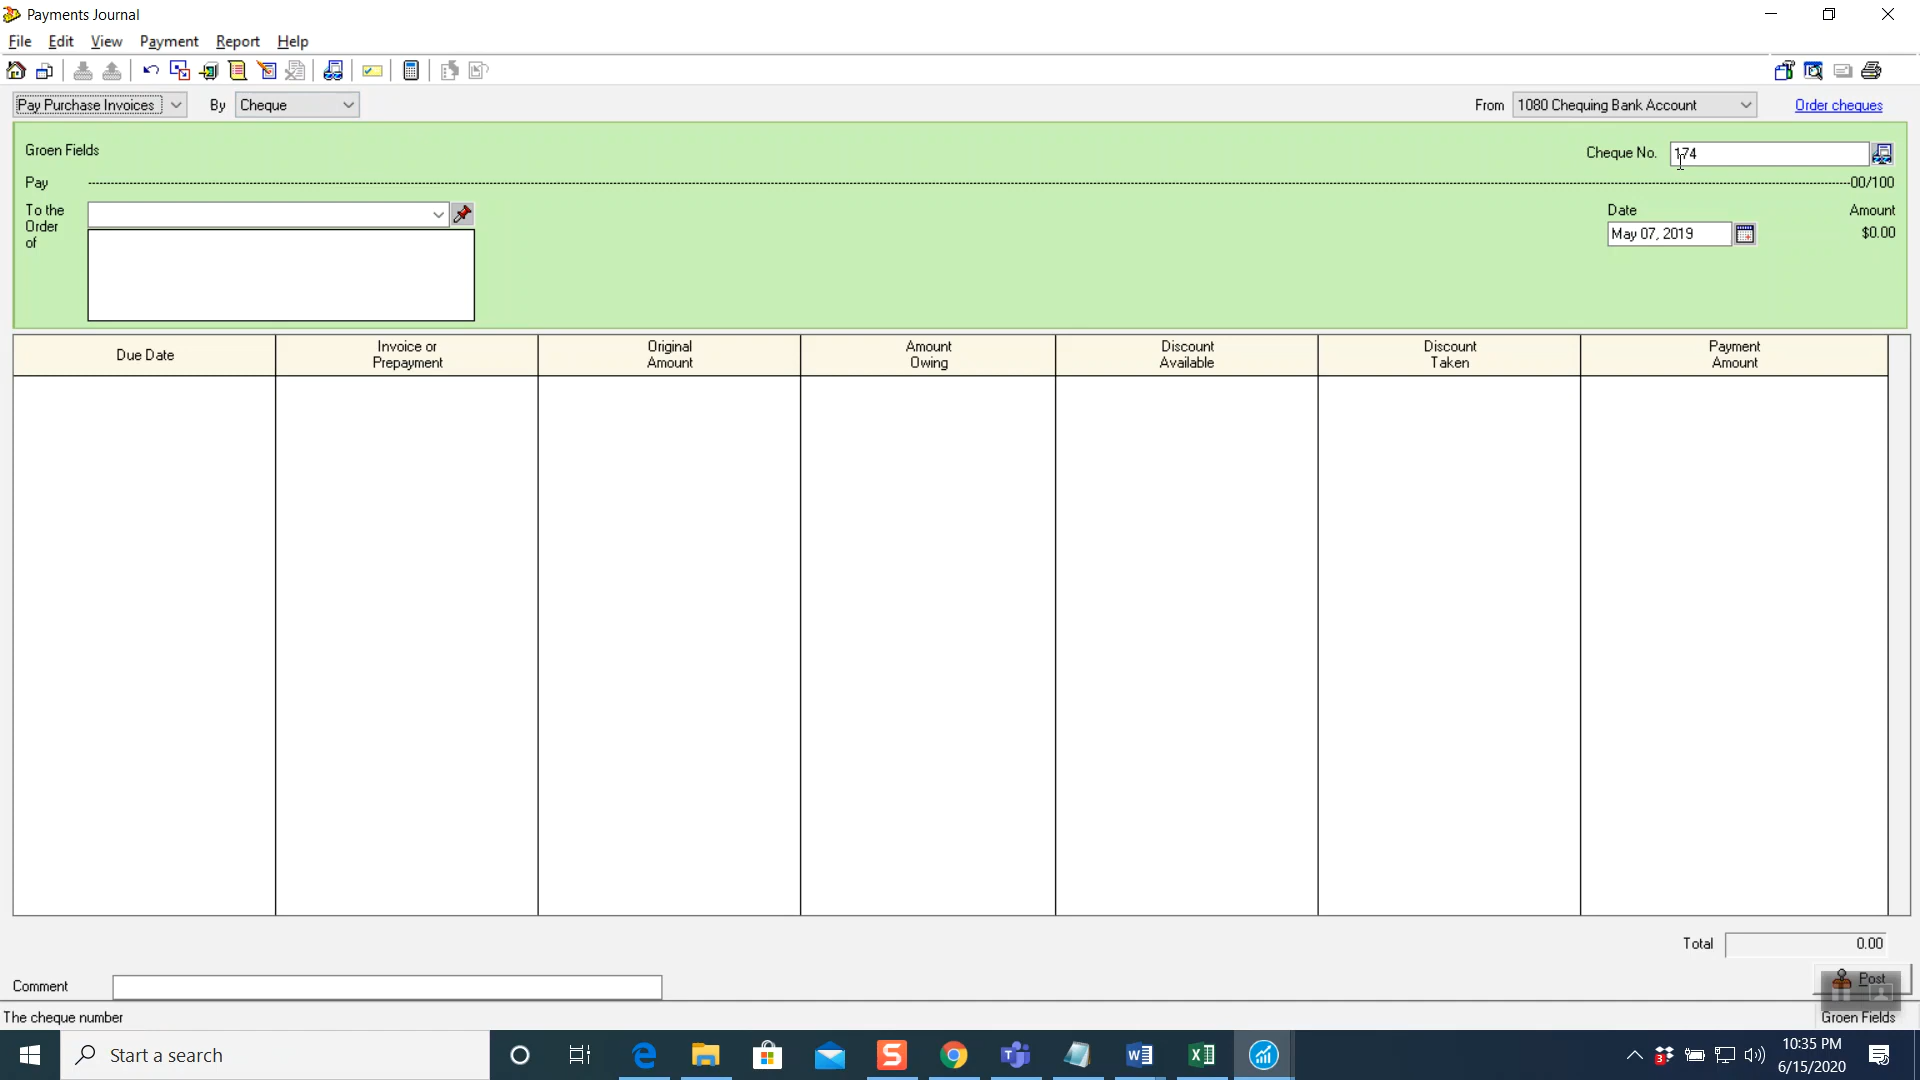 Payments Journal
File Edit View Payment Report Help
Pay Purchase Invoices By Cheque From 1080 Chequing Bank Account Order cheques
Groen Fields Cheque No. 174
Pay 00/100
To the Order of
Date Amount
May 07, 2019 $0.00
Due Date
Invoice or Prepayment
Original Amount
Amount Owing
Discount Available
Discount Taken
Payment Amount
Total 0.00
Comment
Post
The cheque number Groen Fields
Start a search
3
10:35 PM
6/15/2020